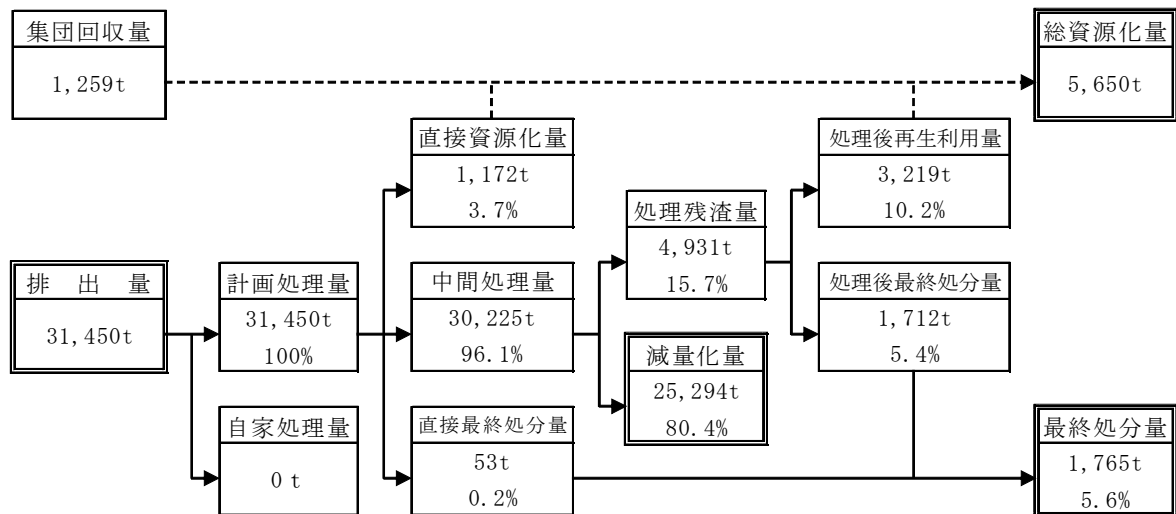 集団回収量
1,259t
総資源化量
5,650t
直接資源化量
1,172t
3.7%
処理後再生利用量
3,219t
10.2%
処理残渣量
4,931t
15.7%
排 出 量
31,450t
計画処理量
31,450t
100%
中間処理量
30,225t
96.1%
処理後最終処分量
1,712t
5.4%
減量化量
25,294t
80.4%
自家処理量
0 t
直接最終処分量
53t
0.2%
最終処分量
1,765t
5.6%